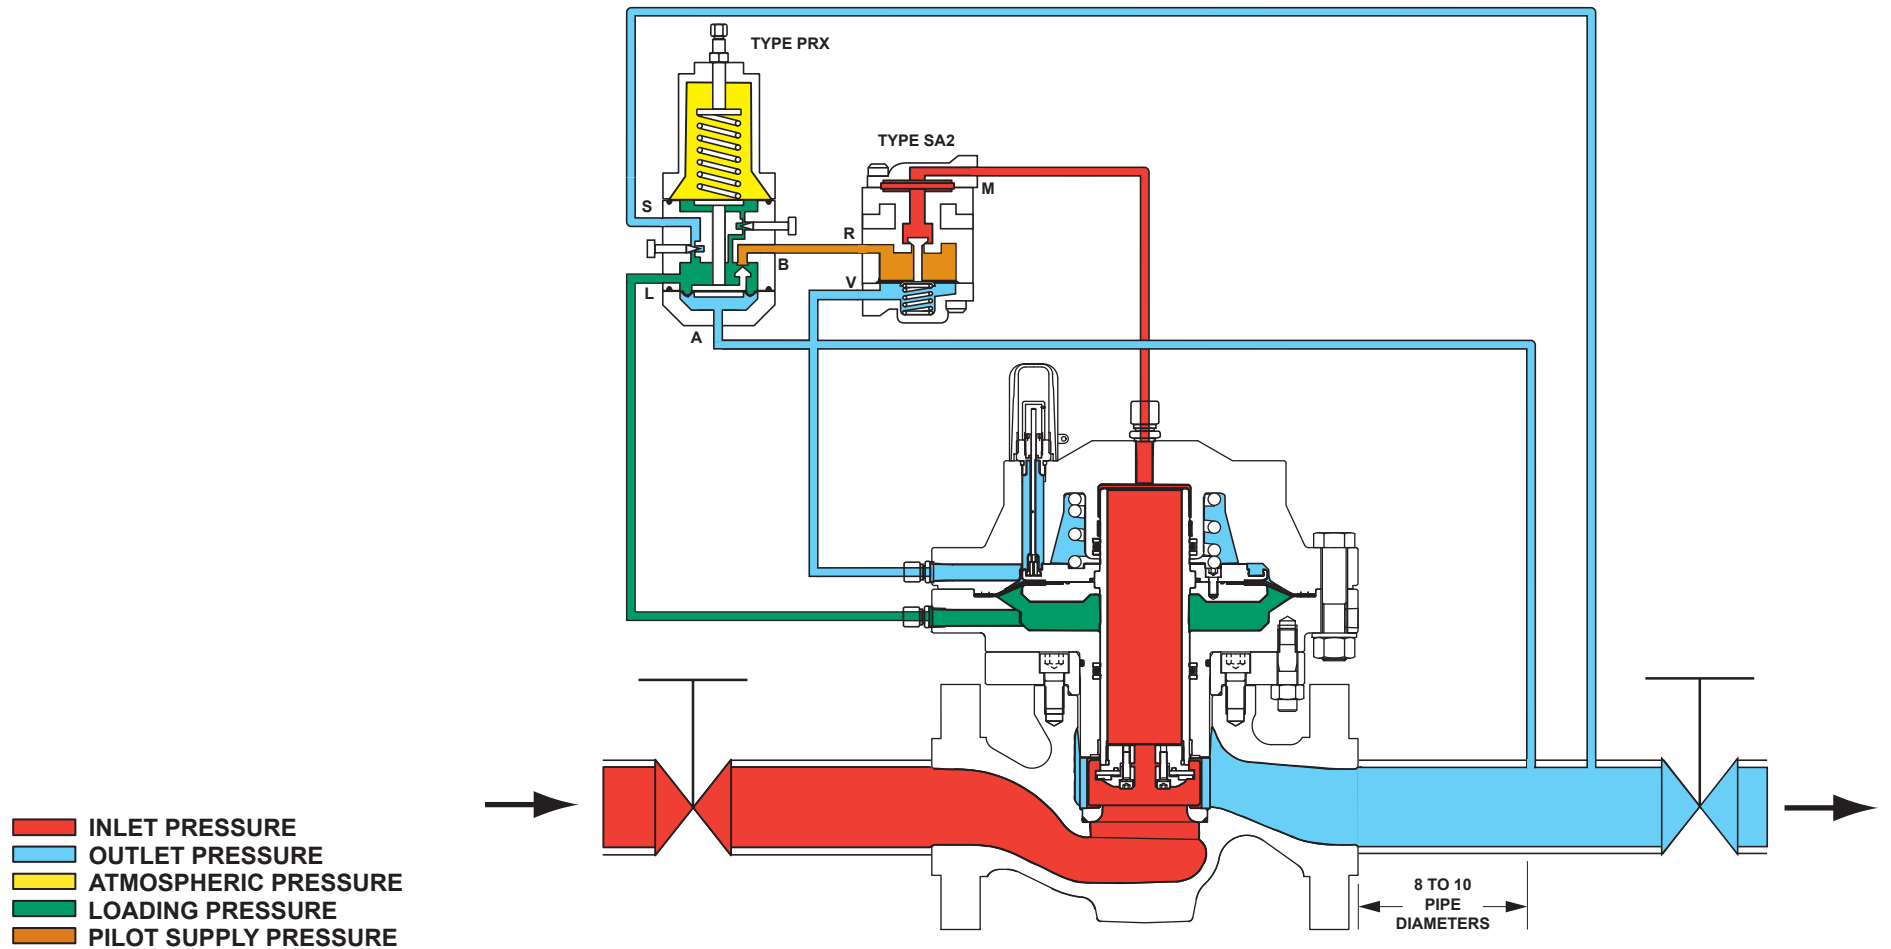 TYPE PRX
TYPE SA2
M
S
R
B
V
L
A
INLET PRESSURE
OUTLET PRESSURE
ATMOSPHERIC PRESSURE
LOADING PRESSURE
PILOT SUPPLY PRESSURE
8 TO 10
PIPE
DIAMETERS